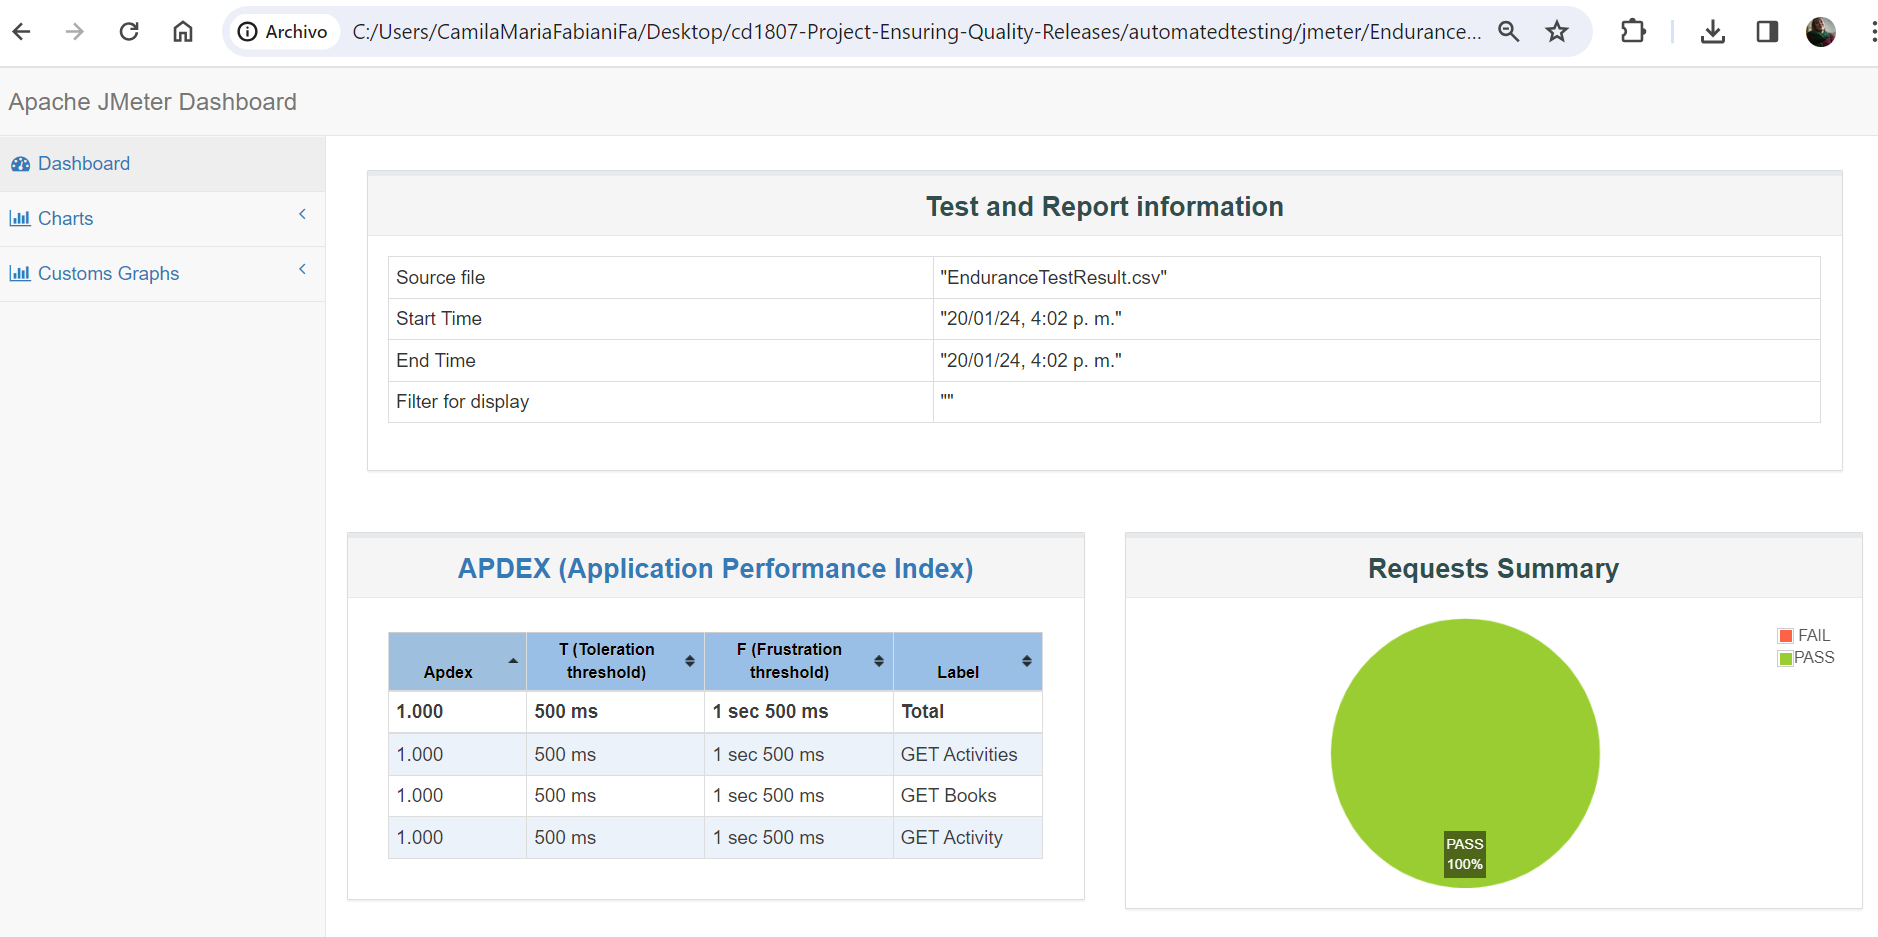 Archivo C:/Users/CamilaMariaFabianiFa/Desktop/cd1807-Project-Ensuring-Quality-Releases/automatedtesting/jmeter/Endurance...
Apache JMeter Dashboard
Dashboard
Charts
Customs Graphs
Test and Report information
Source file "EnduranceTestResult.csv"
Start Time "20/01/24, 4:02 p. m."
End Time "20/01/24, 4:02 p. m."
Filter for display ""
APDEX (Application Performance Index)
Apdex T (Toleration threshold) F (Frustration threshold) Label
1.000 500 ms 1 sec 500 ms Total
1.000 500 ms 1 sec 500 ms GET Activities
1.000 500 ms 1 sec 500 ms GET Books
1.000 500 ms 1 sec 500 ms GET Activity
Requests Summary
FAIL
PASS
PASS
100%